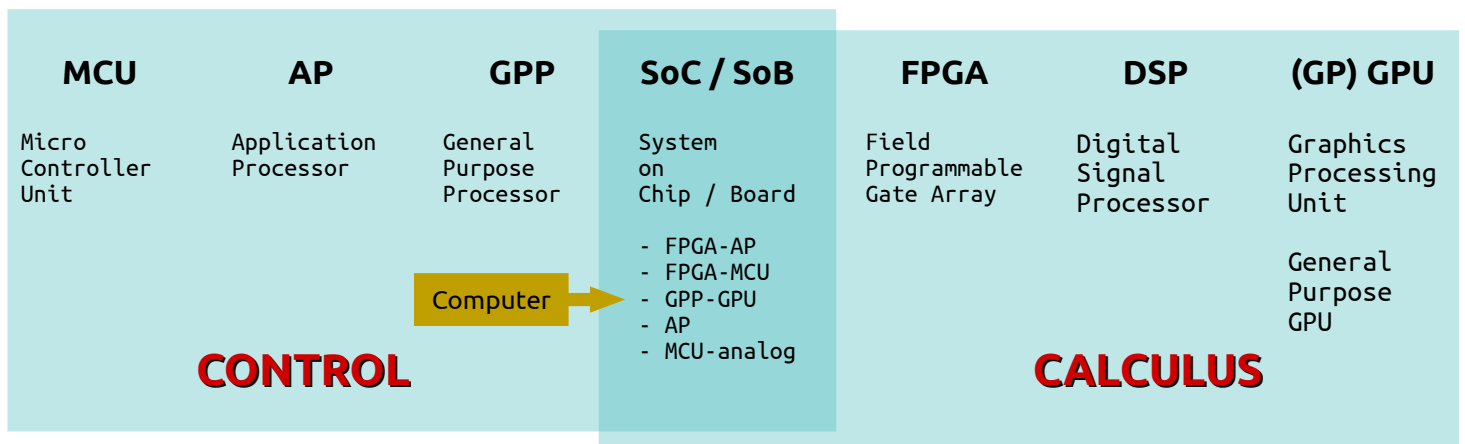 MCU
AP
GPP
SoC / SoB
FPGA
DSP
(GP) GPU
Micro
Controller
Unit
Application
Processor
General
Purpose
Processor
System
on
Chip / Board
- FPGA-AP
- FPGA-MCU
- GPP-GPU
- AP
- MCU-analog
Field
Programmable
Gate Array
Digital
Signal
Processor
Graphics
Processing
Unit
General
Purpose
GPU
Computer
CONTROL
CALCULUS